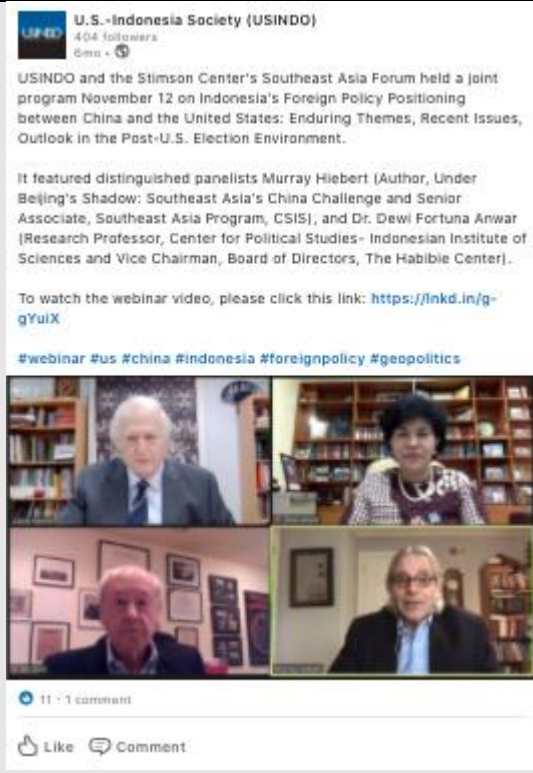 USINDO
U.S.-Indonesia Society (USINDO)
404 followers
6mo •
USINDO and the Stimson Center's Southeast Asia Forum held a joint
program November 12 on Indonesia's Foreign Policy Positioning
between China and the United States: Enduring Themes, Recent Issues,
Outlook in the Post-U.S. Election Environment.
It featured distinguished panelists Murray Hiebert (Author, Under
Beijing's Shadow: Southeast Asia's China Challenge and Senior
Associate, Southeast Asia Program, CSIS), and Dr. Dewi Fortuna Anwar
(Research Professor, Center for Political Studies- Indonesian Institute of
Sciences and Vice Chairman, Board of Directors, The Habibie Center).
To watch the webinar video, please click this link: https://lnkd.in/g-
gYuiX
#webinar #us #china #indonesia #foreignpolicy #geopolitics
11 · 1 comment
Like Comment